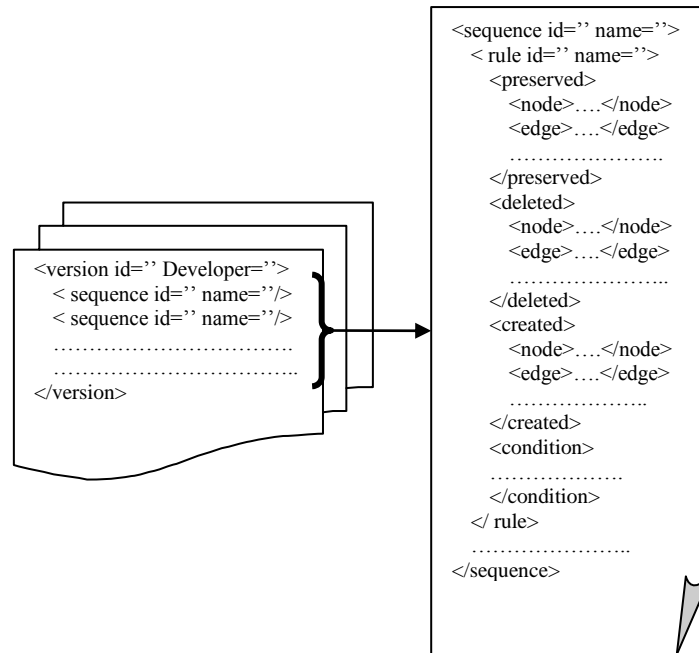 <version id=’’ Developer=’’>
< sequence id=’’ name=’’/>
< sequence id=’’ name=’’/>
…………………………….
……………………………..
</version>
<sequence id=’’ name=’’>
< rule id=’’ name=’’>
<preserved>
<node>….</node>
<edge>….</edge>
………………….
</preserved>
<deleted>
<node>….</node>
<edge>….</edge>
…………………..
</deleted>
<created>
<node>….</node>
<edge>….</edge>
………………..
</created>
<condition>
……………….
</condition>
</ rule>
…………………..
</sequence>